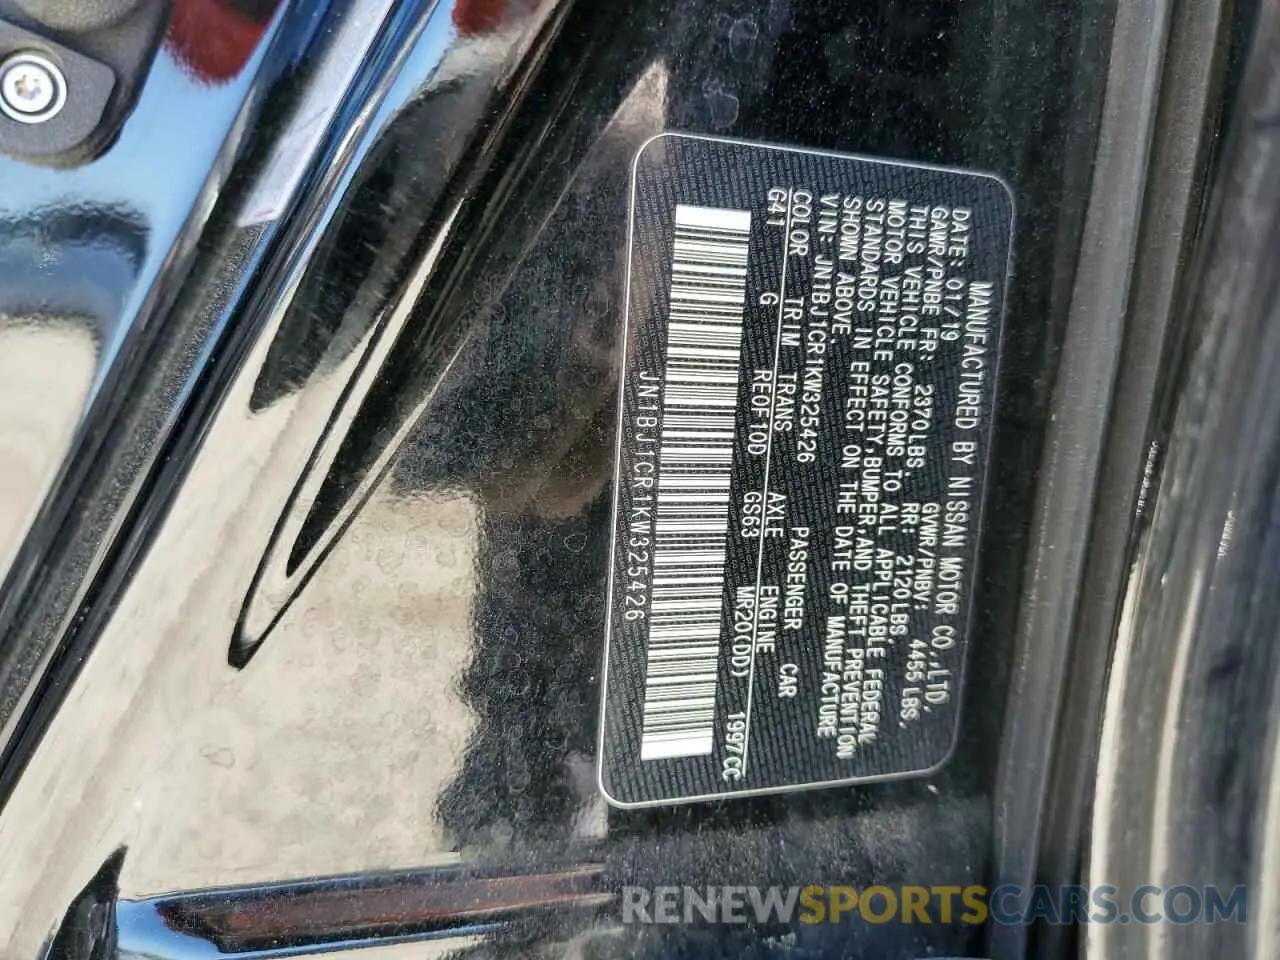 MANUFACTURED BY NISSAN MOTOR CO.,LTD.
DATE: 01/19 GVWR/PNBV: 4455 LBS.
GAWR/PNBE FR: 2370LBS. RR: 2120LBS.
THIS VEHICLE CONFORMS TO ALL APPLICABLE FEDERAL
MOTOR VEHICLE SAFETY,BUMPER,AND THEFT PREVENTION
STANDARDS IN EFFECT ON THE DATE OF MANUFACTURE
SHOWN ABOVE.
VIN: JN1BJ1CR1KW325426 PASSENGER CAR
COLOR TRIM TRANS AXLE ENGINE
G41 G RE0F10D GS63 MR20(DD) 1997CC
JN1BJ1CR1KW325426
RENEWSPORTSCARS.COM